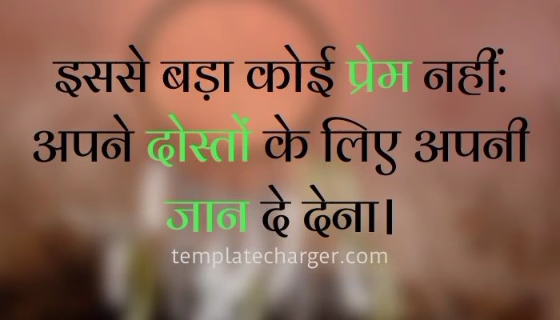 इससे बड़ा कोई प्रेम नहीं:
अपने दोस्तों के लिए अपनी
जान दे देना।
templatecharger.com